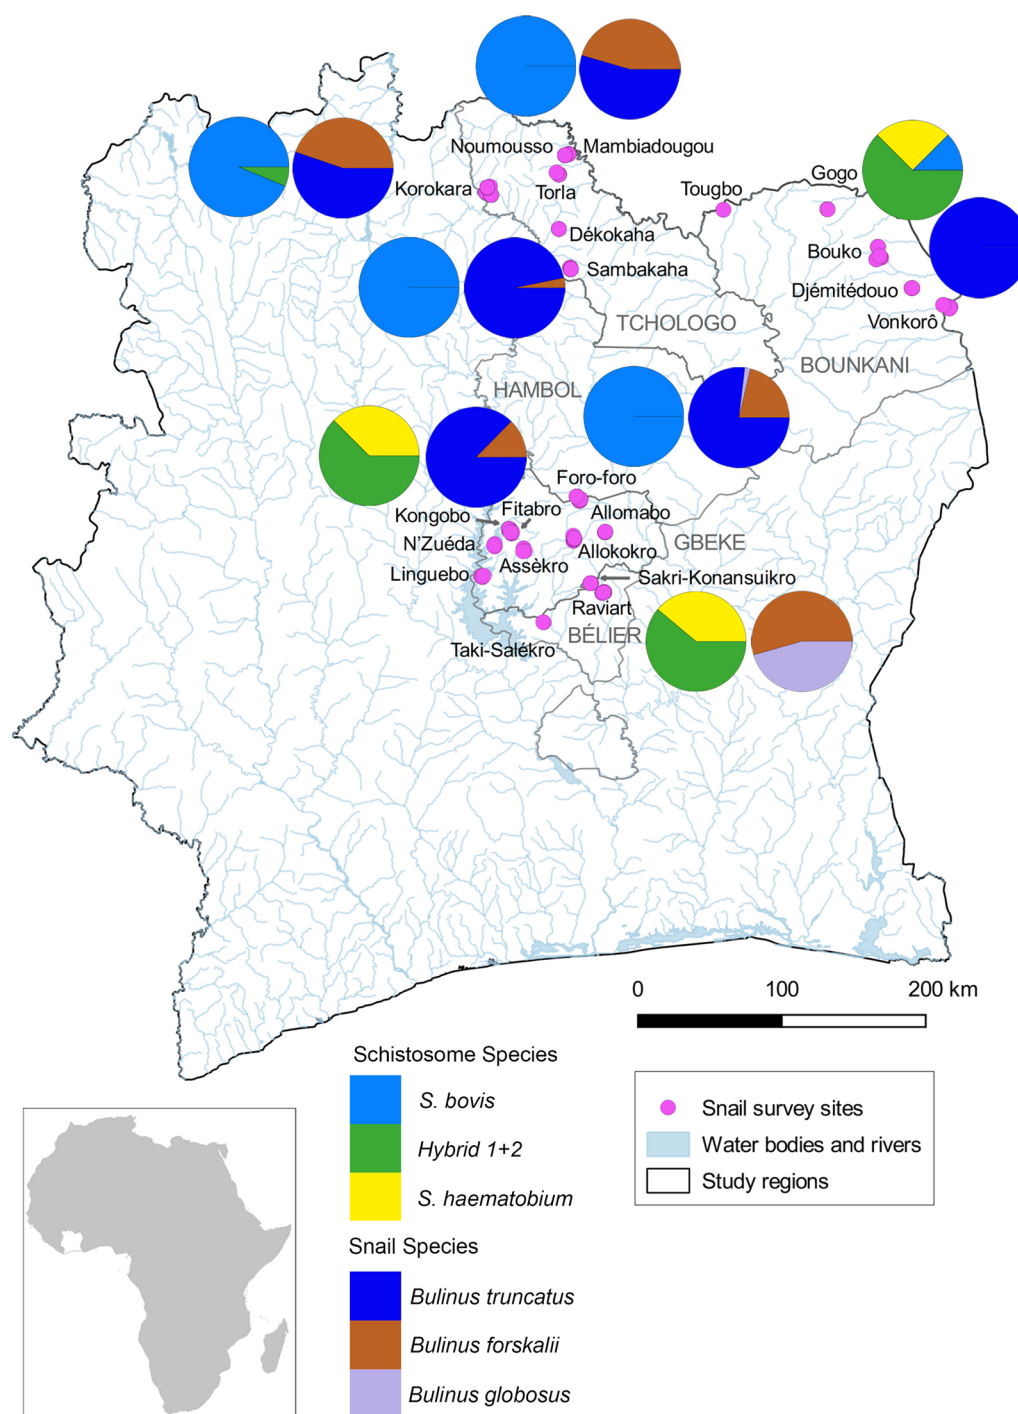 Noumousso
Mambiadougou
Korokara
Torla
Tougbo
Gogo
Dékokaha
Bouko
Sambakaha
Djémitédouo
Vonkorô
TCHOLOGO
BOUNKANI
HAMBOL
Foro-foro
Kongobo
Fitabro
Allomabo
N'Zuéda
GBEKE
Assèkro
Allokokro
Linguebo
Sakri-Konansuikro
Raviart
BÉLIER
Taki-Salékro
0 100 200 km
Schistosome Species
S. bovis
Hybrid 1+2
S. haematobium
Snail Species
Bulinus truncatus
Bulinus forskalii
Bulinus globosus
Snail survey sites
Water bodies and rivers
Study regions